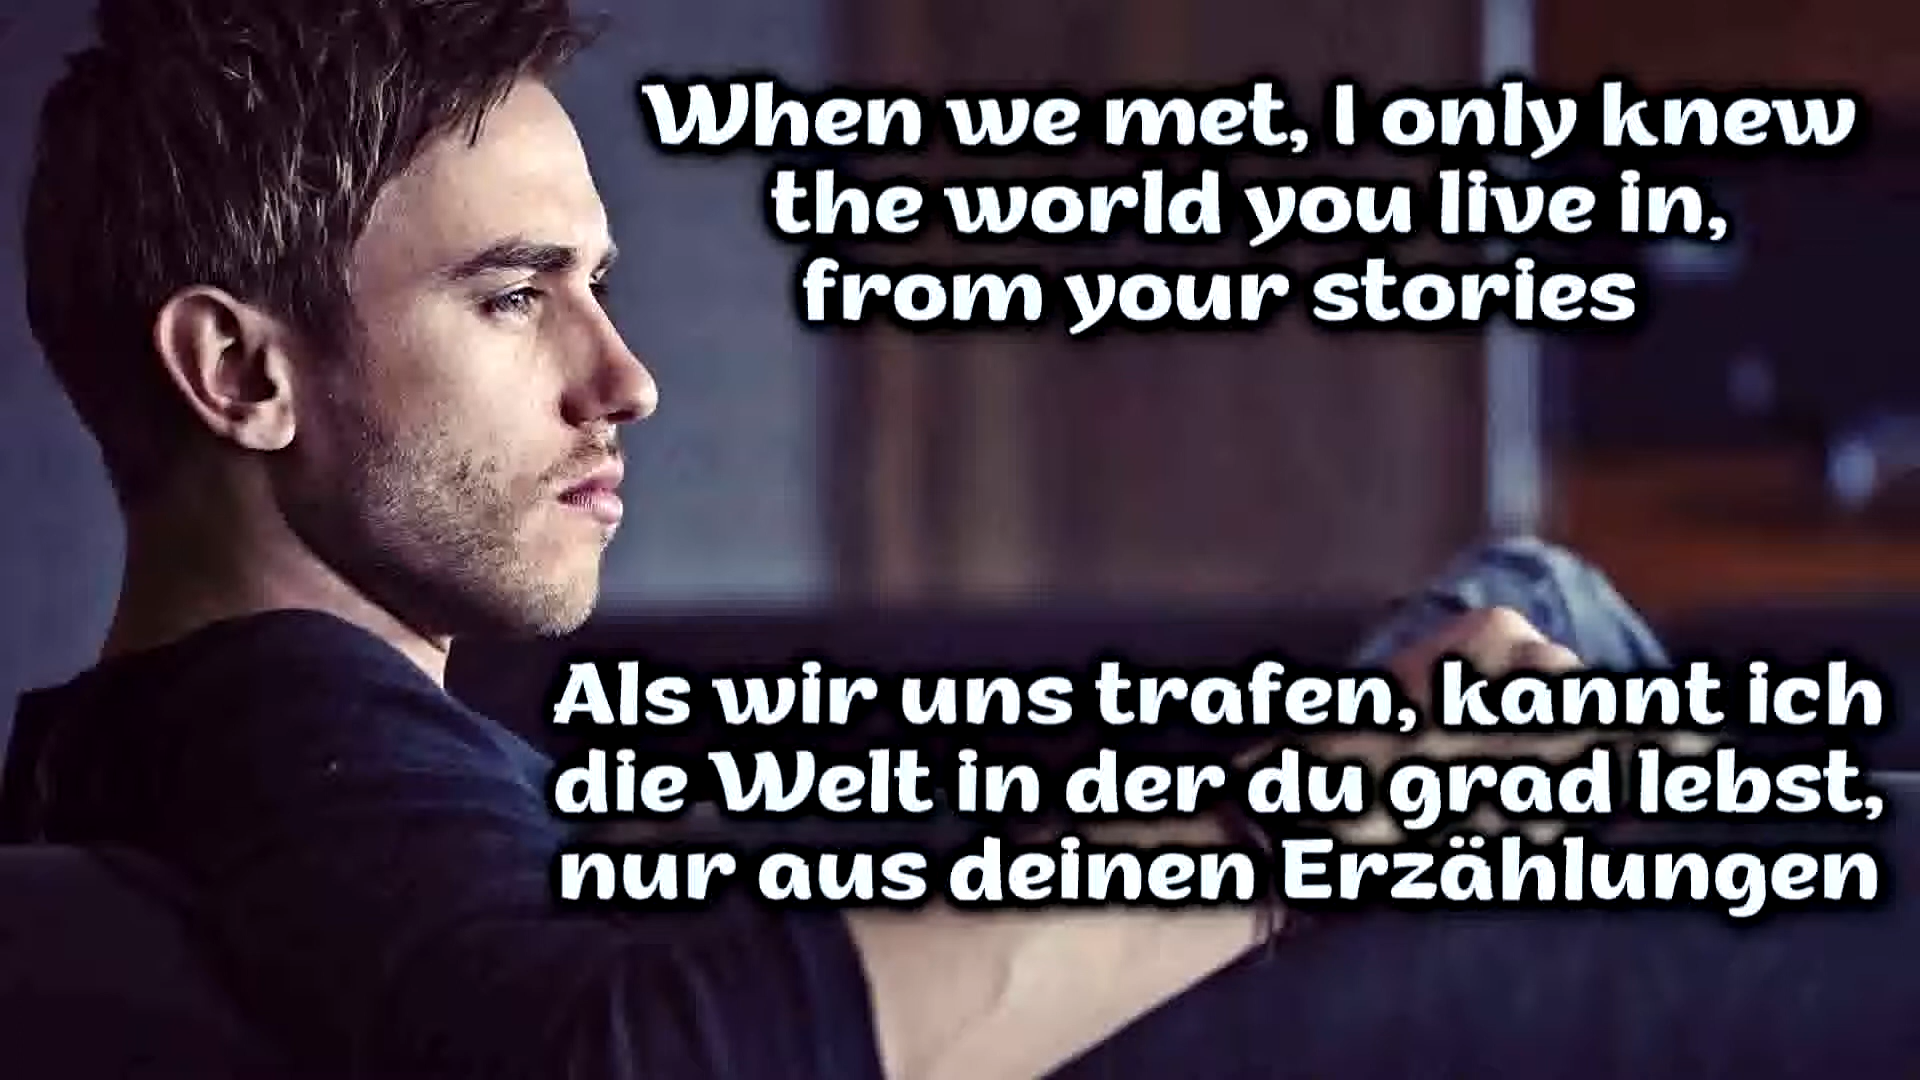 When we met, I only knew
the world you live in,
from your stories
Als wir uns trafen, kannt ich
die Welt in der du grad lebst,
nur aus deinen Erzählungen